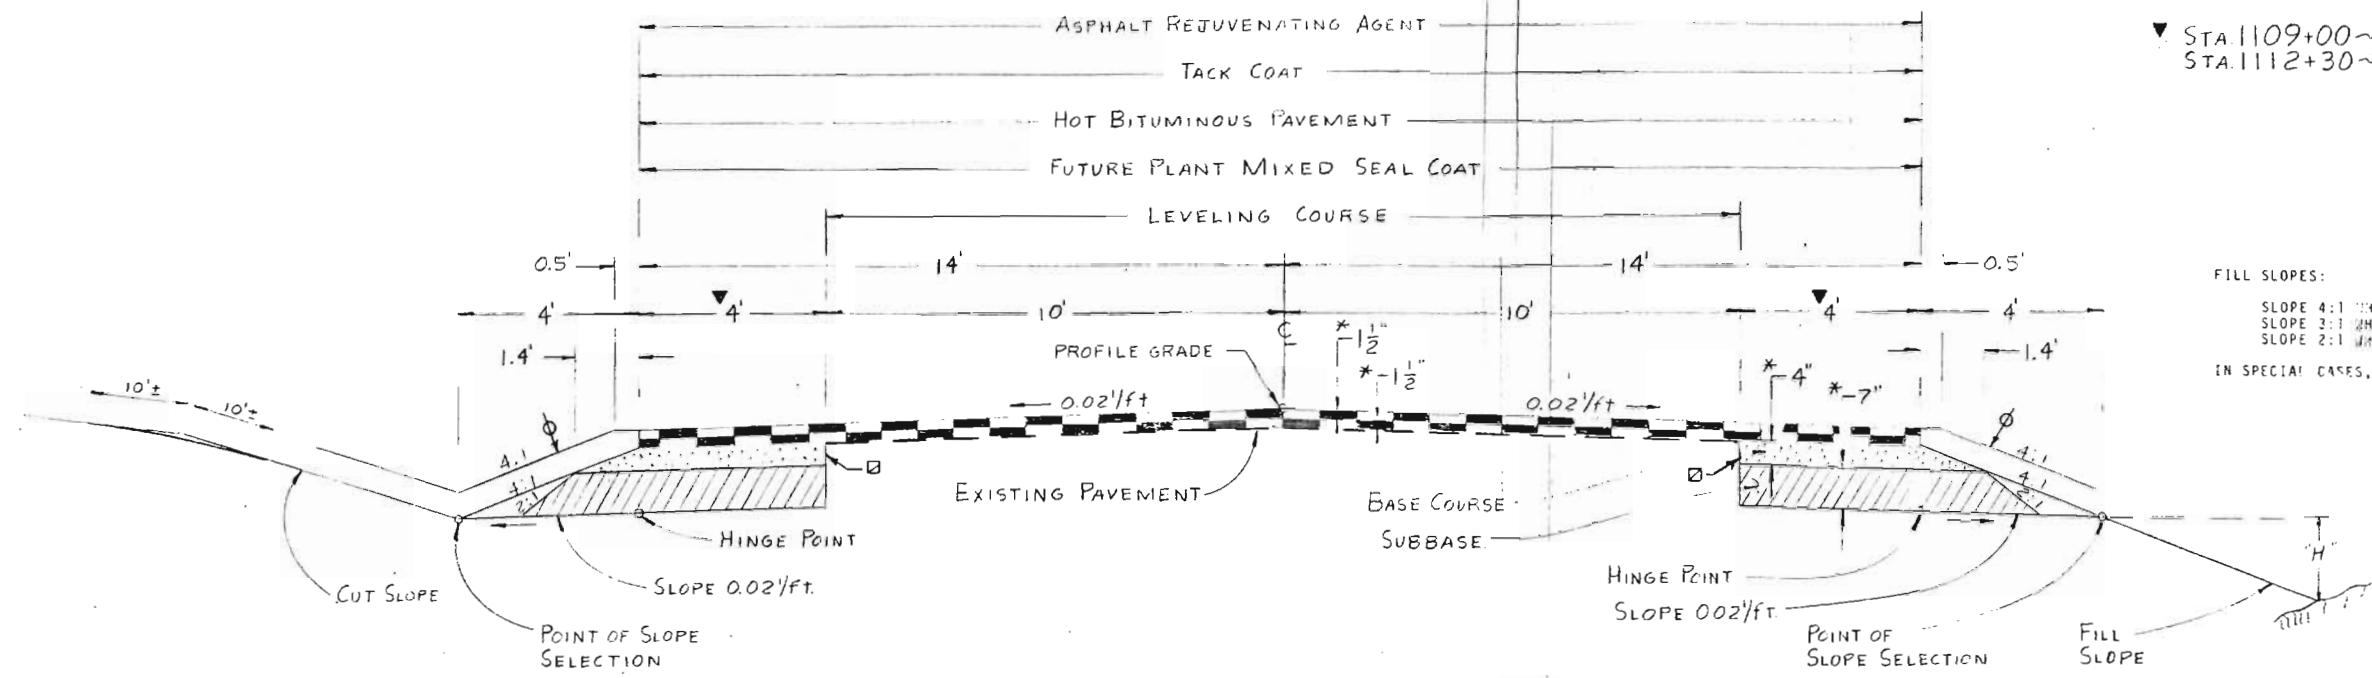 ASPHALT REJUVENATING AGENT
▼ STA.1109+00~
STA.1112+30~
TACK COAT
HOT BITUMINOUS PAVEMENT
FUTURE PLANT MIXED SEAL COAT
LEVELING COURSE
0.5' 14' 14' 0.5'
FILL SLOPES:
4' ▼ 4' 10' 10' ▼ 4' 4'
SLOPE 4:1
SLOPE 3:1
SLOPE 2:1
℄
1.4' PROFILE GRADE *-1½" 1.4'
*-1½" *-4" *-7"
IN SPECIAL CASES,
10'± 10'± 0.02'/ft 0.02'/ft
φ φ
4:1 4:1
4:1 4:1
2:1 2:1
EXISTING PAVEMENT
BASE COURSE
SUBBASE
HINGE POINT
"H"
CUT SLOPE
SLOPE 0.02'/ft.
HINGE POINT
SLOPE 002'/fT.
POINT OF SLOPE
SELECTION
POINT OF
SLOPE SELECTION
FILL
SLOPE